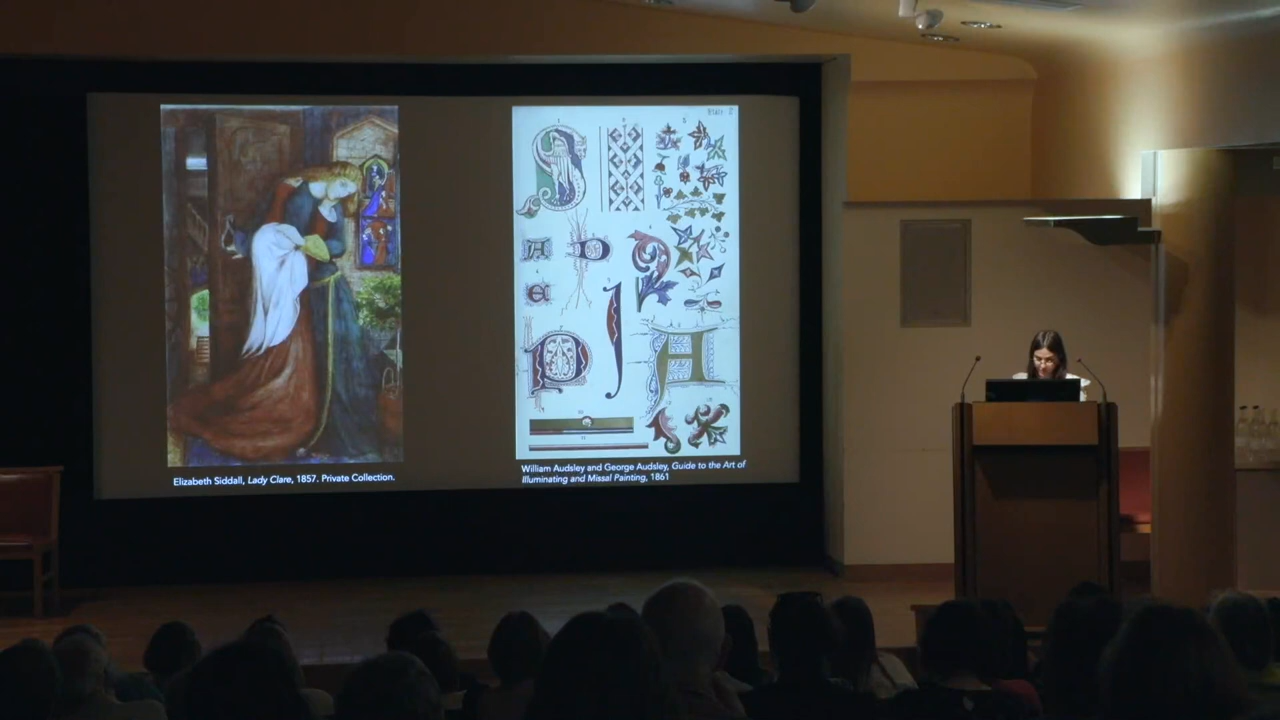 Elizabeth Siddall, Lady Clare, 1857. Private Collection.
William Audsley and George Audsley, Guide to the Art of
Illuminating and Missal Painting, 1861